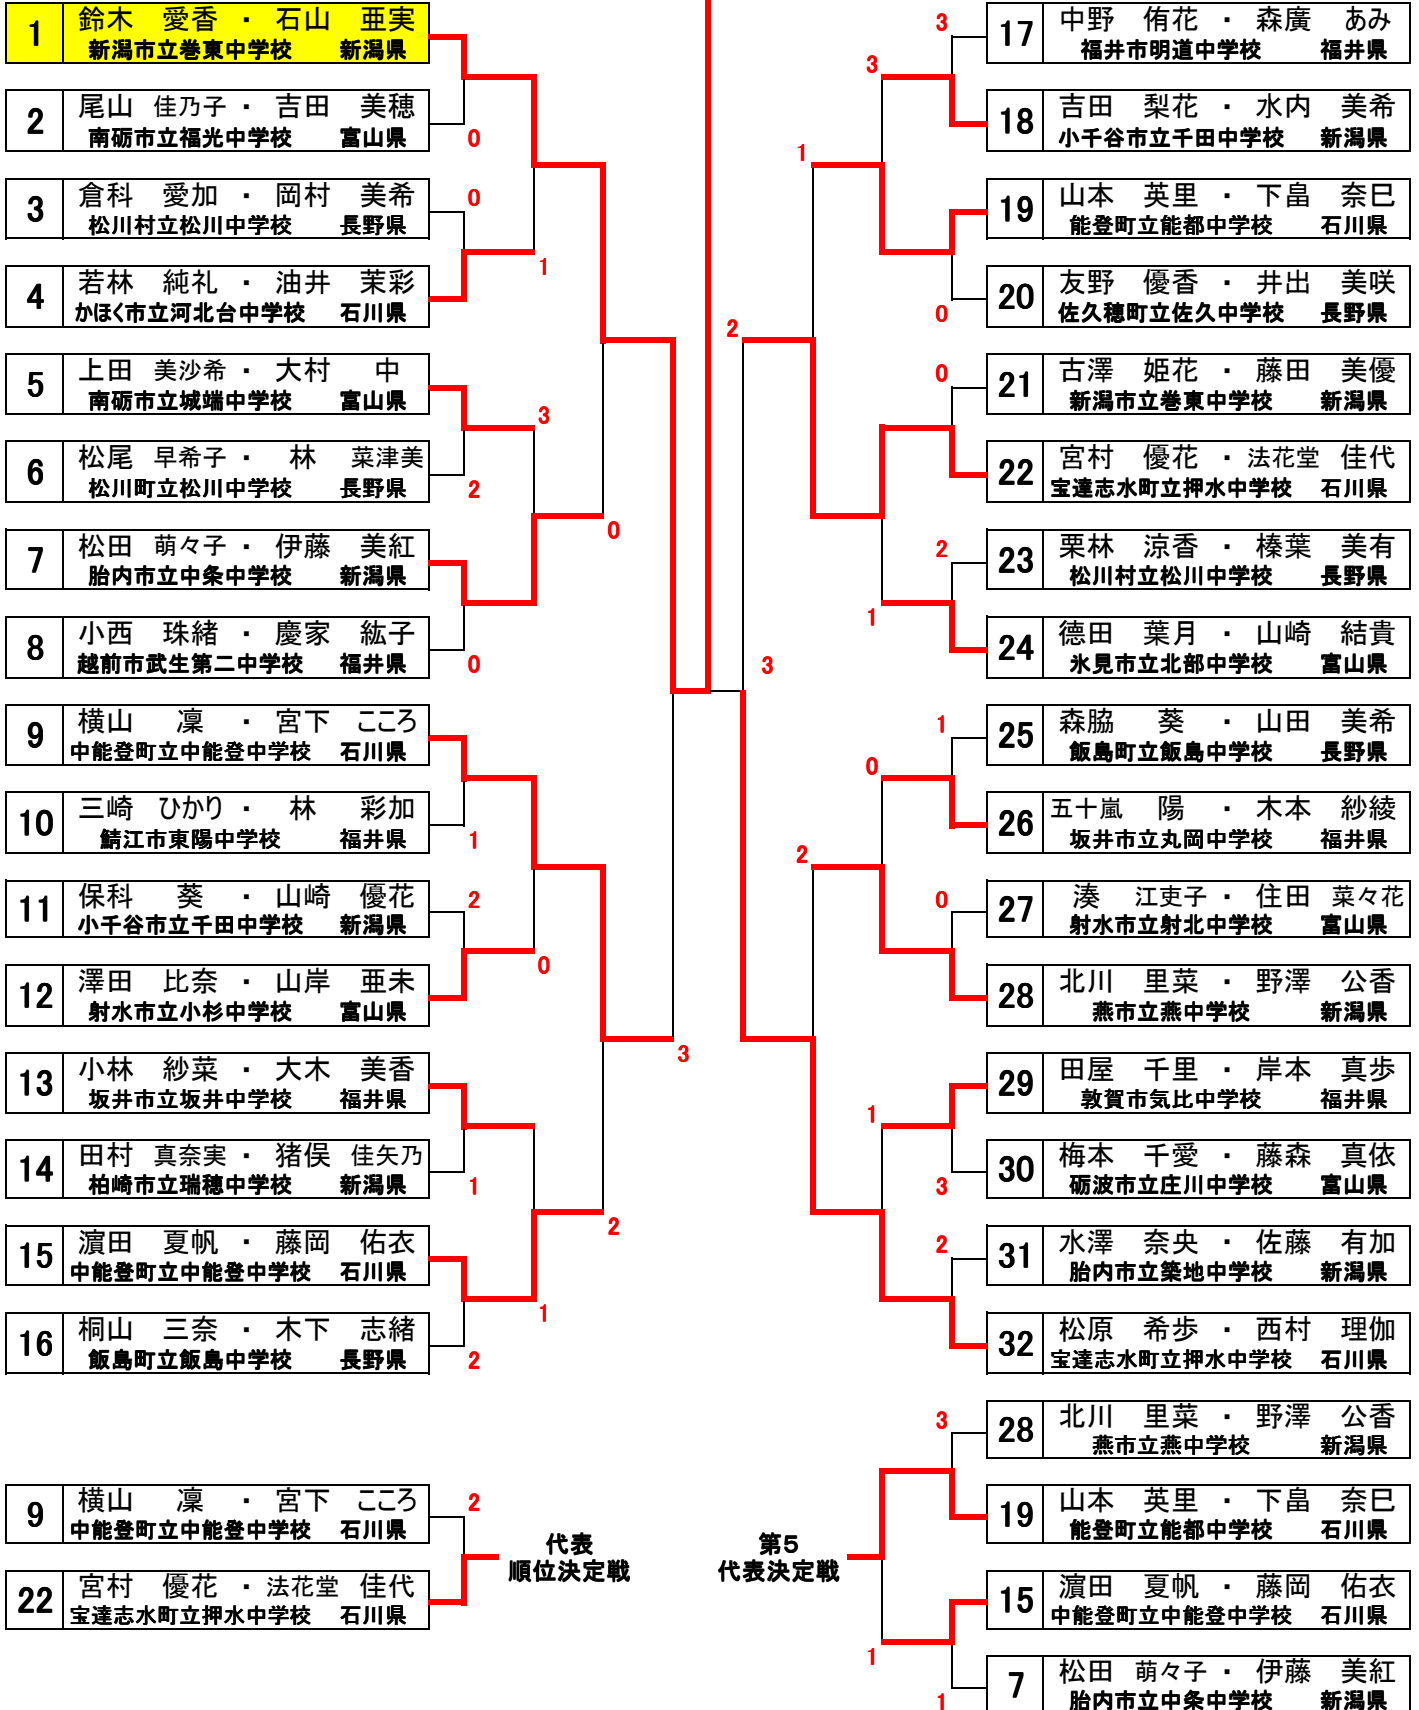 1 鈴木 愛香 ・ 石山 亜実
新潟市立巻東中学校 新潟県
2 尾山 佳乃子 ・ 吉田 美穂
南砺市立福光中学校 富山県
0
3 倉科 愛加 ・ 岡村 美希
松川村立松川中学校 長野県
0
4 若林 純礼 ・ 油井 茉彩
かほく市立河北台中学校 石川県
1
5 上田 美沙希 ・ 大村 中
南砺市立城端中学校 富山県
3
6 松尾 早希子 ・ 林 菜津美
松川町立松川中学校 長野県
2
7 松田 萌々子 ・ 伊藤 美紅
胎内市立中条中学校 新潟県
0
8 小西 珠緒 ・ 慶家 紘子
越前市武生第二中学校 福井県
0
9 横山 凜 ・ 宮下 こころ
中能登町立中能登中学校 石川県
10 三崎 ひかり ・ 林 彩加
鯖江市東陽中学校 福井県
1
11 保科 葵 ・ 山崎 優花
小千谷市立千田中学校 新潟県
2
12 澤田 比奈 ・ 山岸 亜未
射水市立小杉中学校 富山県
0
3
13 小林 紗菜 ・ 大木 美香
坂井市立坂井中学校 福井県
14 田村 真奈実 ・ 猪俣 佳矢乃
柏崎市立瑞穂中学校 新潟県
1
15 濵田 夏帆 ・ 藤岡 佑衣
中能登町立中能登中学校 石川県
2
1
16 桐山 三奈 ・ 木下 志緒
飯島町立飯島中学校 長野県
2
3
17 中野 侑花 ・ 森廣 あみ
福井市明道中学校 福井県
3
18 吉田 梨花 ・ 水内 美希
小千谷市立千田中学校 新潟県
1
19 山本 英里 ・ 下畠 奈巳
能登町立能都中学校 石川県
20 友野 優香 ・ 井出 美咲
佐久穂町立佐久中学校 長野県
0
2
0
21 古澤 姫花 ・ 藤田 美優
新潟市立巻東中学校 新潟県
22 宮村 優花 ・ 法花堂 佳代
宝達志水町立押水中学校 石川県
2
23 栗林 涼香 ・ 榛葉 美有
松川村立松川中学校 長野県
1
24 德田 葉月 ・ 山崎 結貴
氷見市立北部中学校 富山県
3
1
25 森脇 葵 ・ 山田 美希
飯島町立飯島中学校 長野県
0
26 五十嵐 陽 ・ 木本 紗綾
坂井市立丸岡中学校 福井県
2
0
27 湊 江吏子 ・ 住田 菜々花
射水市立射北中学校 富山県
28 北川 里菜 ・ 野澤 公香
燕市立燕中学校 新潟県
29 田屋 千里 ・ 岸本 真歩
敦賀市気比中学校 福井県
1
30 梅本 千愛 ・ 藤森 真依
砺波市立庄川中学校 富山県
3
2
31 水澤 奈央 ・ 佐藤 有加
胎内市立築地中学校 新潟県
32 松原 希歩 ・ 西村 理伽
宝達志水町立押水中学校 石川県
9 横山 凜 ・ 宮下 こころ
中能登町立中能登中学校 石川県
2
22 宮村 優花 ・ 法花堂 佳代
宝達志水町立押水中学校 石川県
代表
順位決定戦
第5
代表決定戦
3
28 北川 里菜 ・ 野澤 公香
燕市立燕中学校 新潟県
19 山本 英里 ・ 下畠 奈巳
能登町立能都中学校 石川県
15 濵田 夏帆 ・ 藤岡 佑衣
中能登町立中能登中学校 石川県
1
7 松田 萌々子 ・ 伊藤 美紅
胎内市立中条中学校 新潟県
1